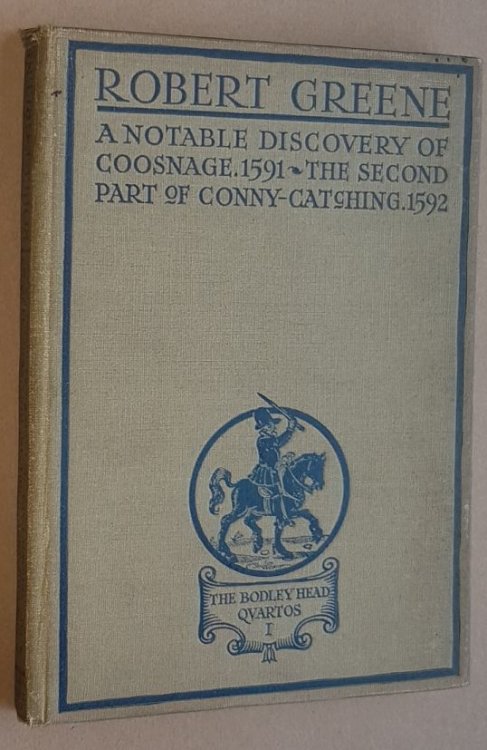 ROBERT GREENE
A NOTABLE DISCOVERY OF
COOSNAGE.1591 ❧ THE SECOND
PART OF CONNY-CATCHING.1592
THE BODLEY HEAD
QVARTOS
I